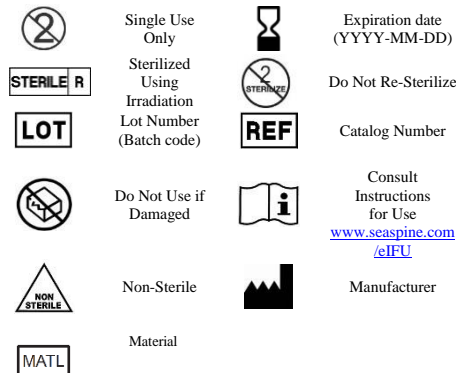 2
Single Use
Only
Expiration date
(YYYY-MM-DD)
STERILE R
Sterilized
Using
Irradiation
2
STERILIZE
Do Not Re-Sterilize
LOT
Lot Number
(Batch code)
REF
Catalog Number
Do Not Use if
Damaged
i
Consult
Instructions
for Use
www.seaspine.com
/eIFU
NON
STERILE
Non-Sterile
Manufacturer
MATL
Material